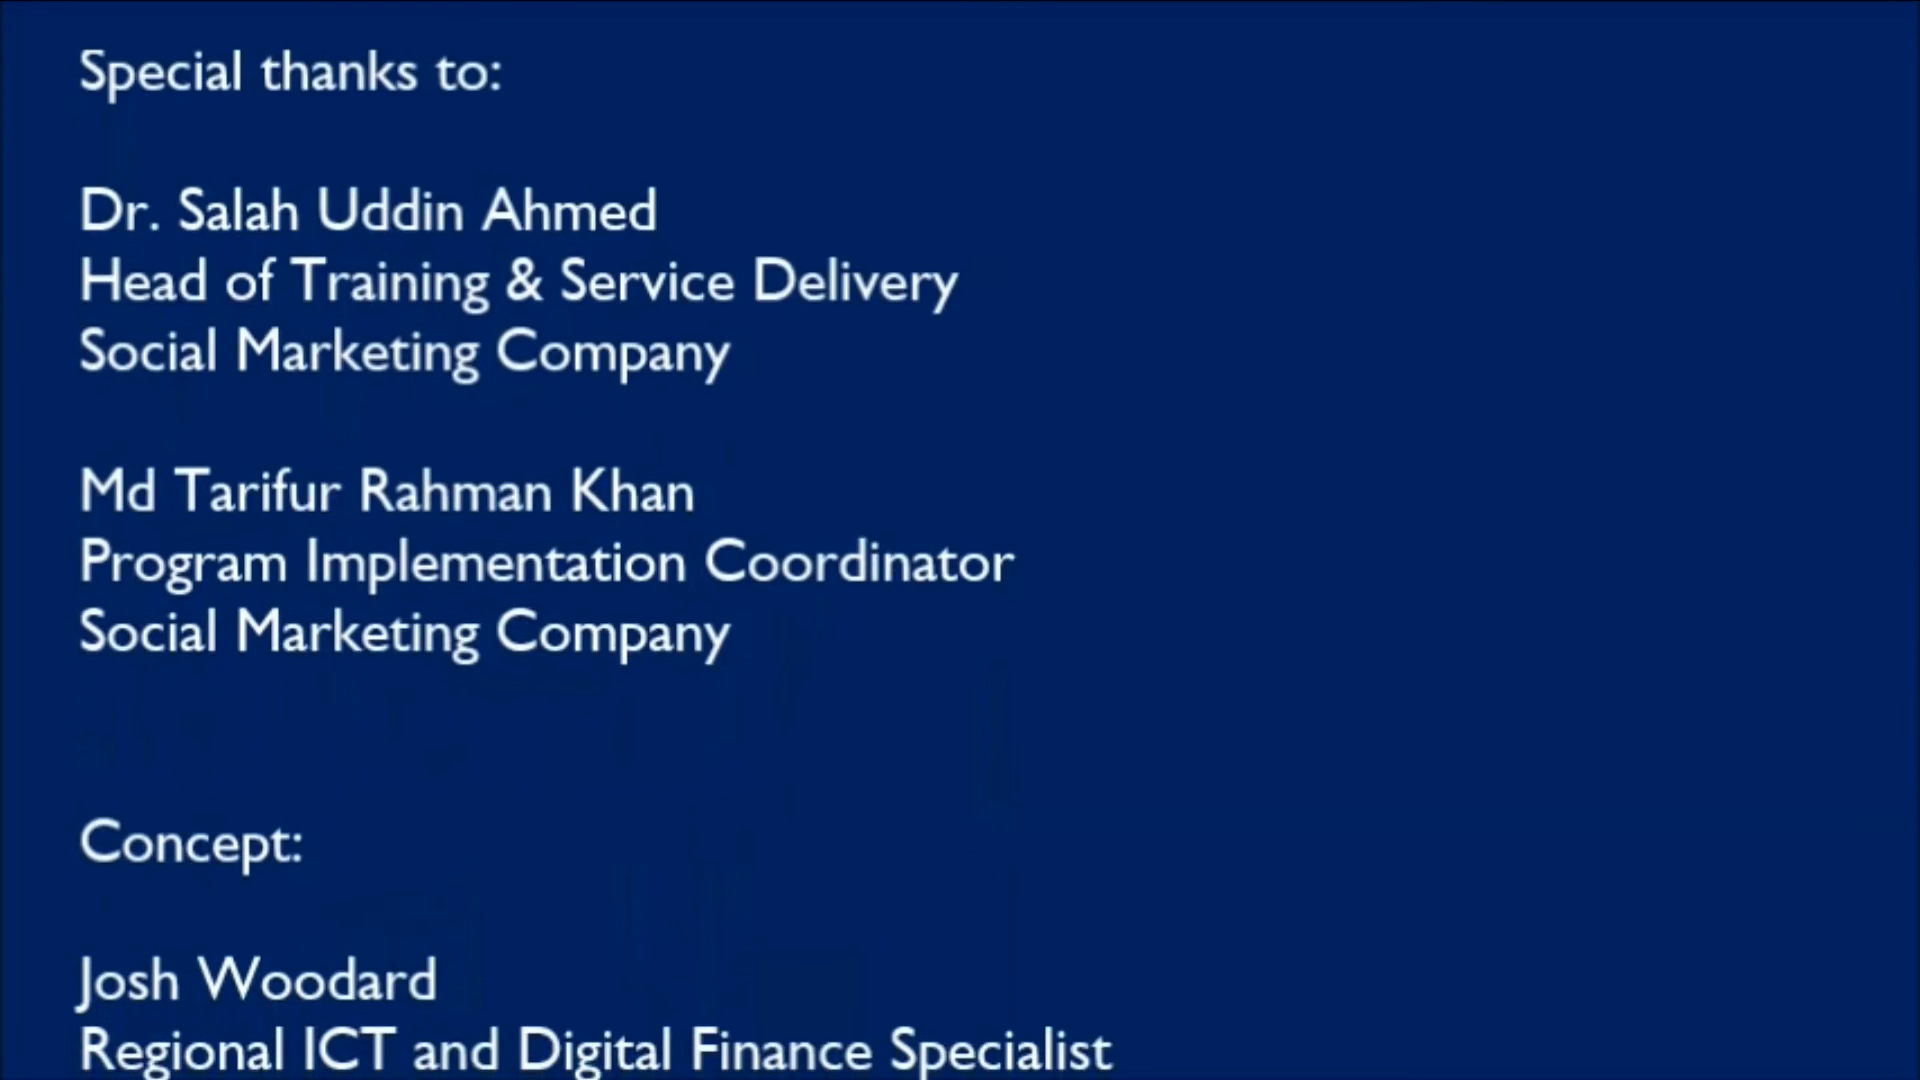 Special thanks to:
Dr. Salah Uddin Ahmed
Head of Training & Service Delivery
Social Marketing Company
Md Tarifur Rahman Khan
Program Implementation Coordinator
Social Marketing Company
Concept:
Josh Woodard
Regional ICT and Digital Finance Specialist